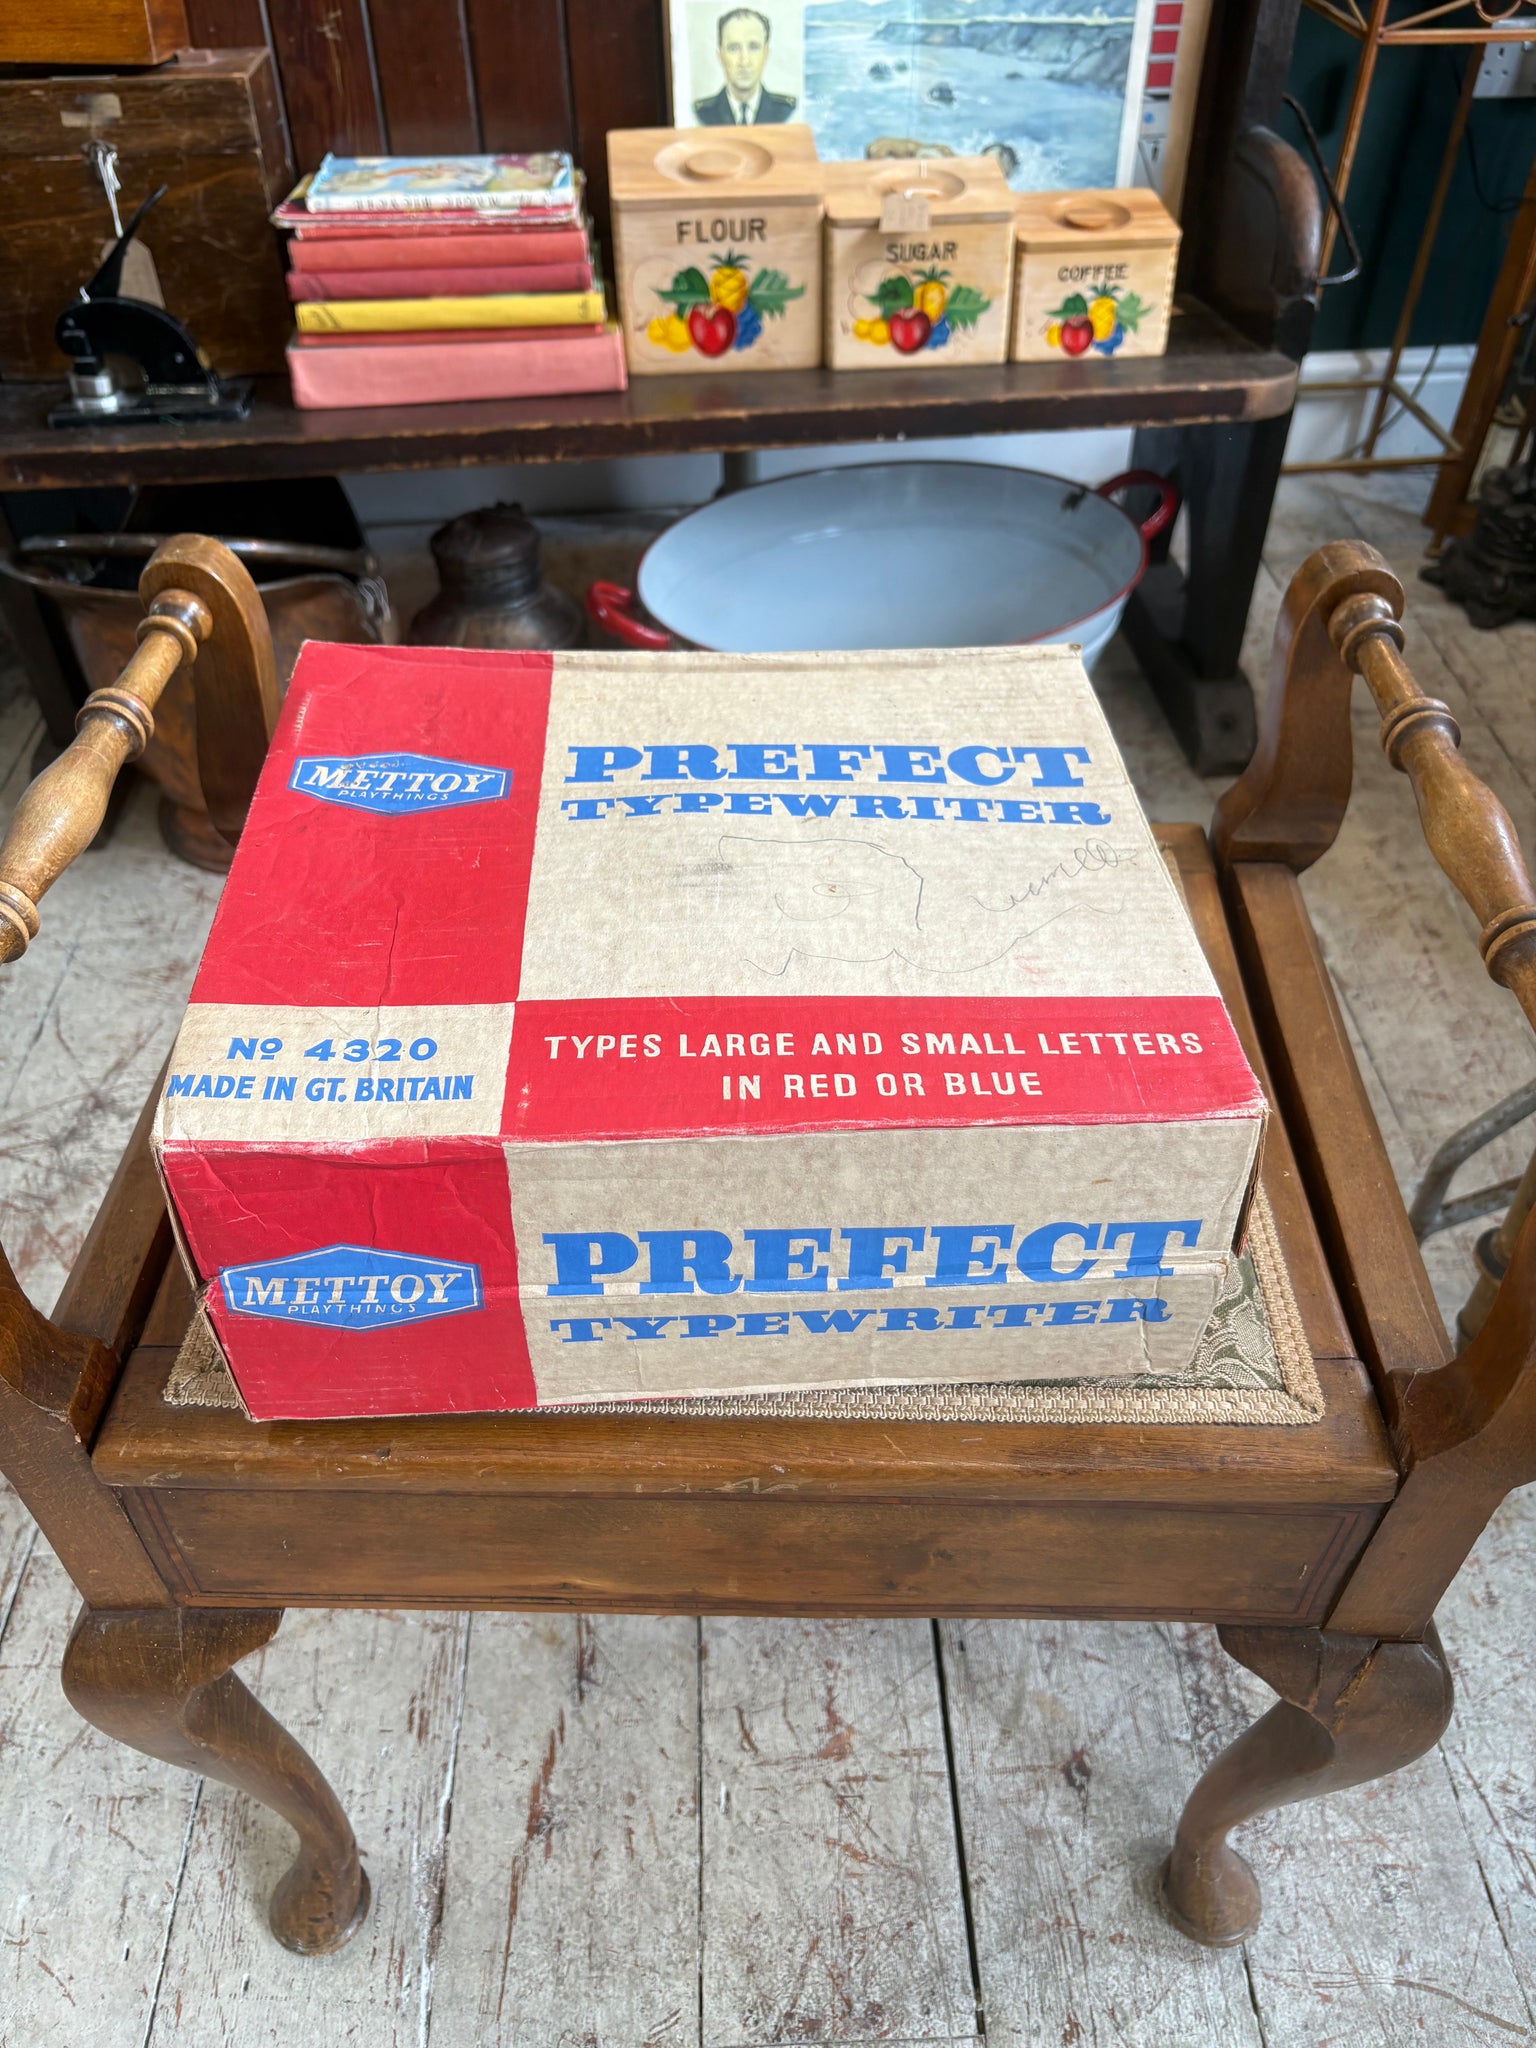 FLOUR
SUGAR
COFFEE
METTOY
PLAYTHINGS
PREFECT
TYPEWRITER
No 4320
MADE IN GT. BRITAIN
TYPES LARGE AND SMALL LETTERS
IN RED OR BLUE
METTOY
PLAYTHINGS
PREFECT
TYPEWRITER